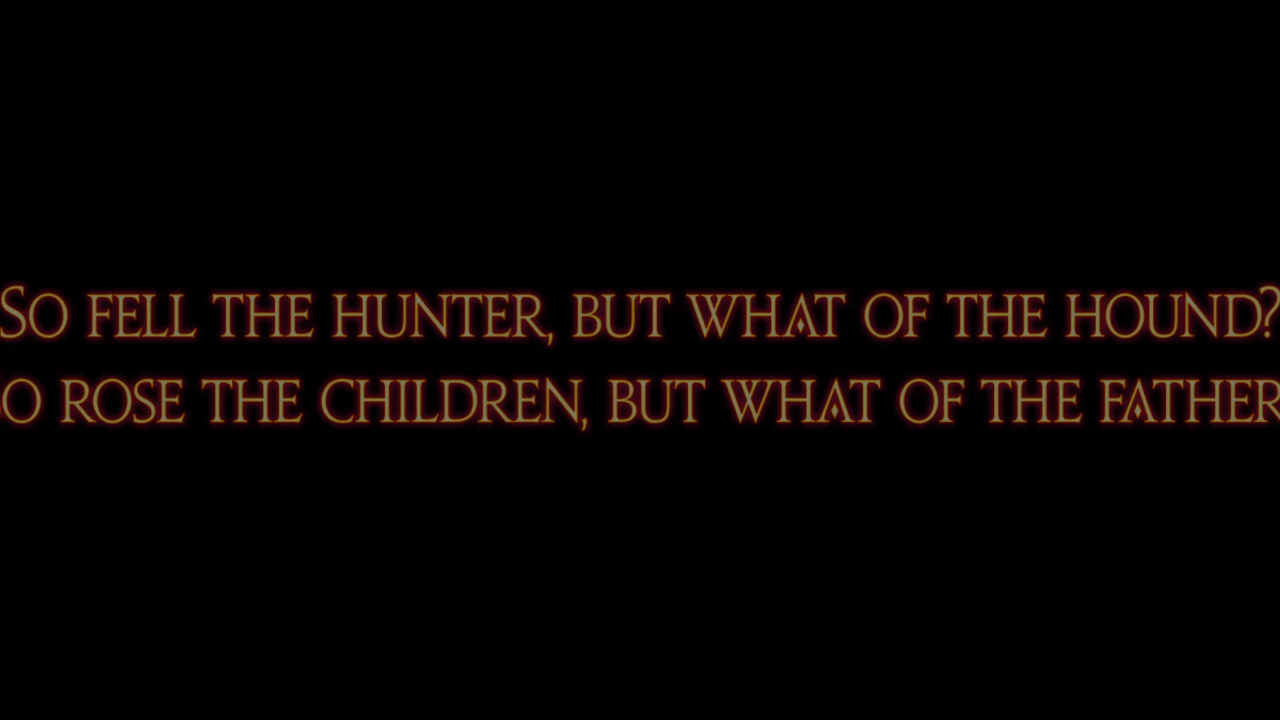 So fell the hunter, but what of the hound?
o rose the children, but what of the father